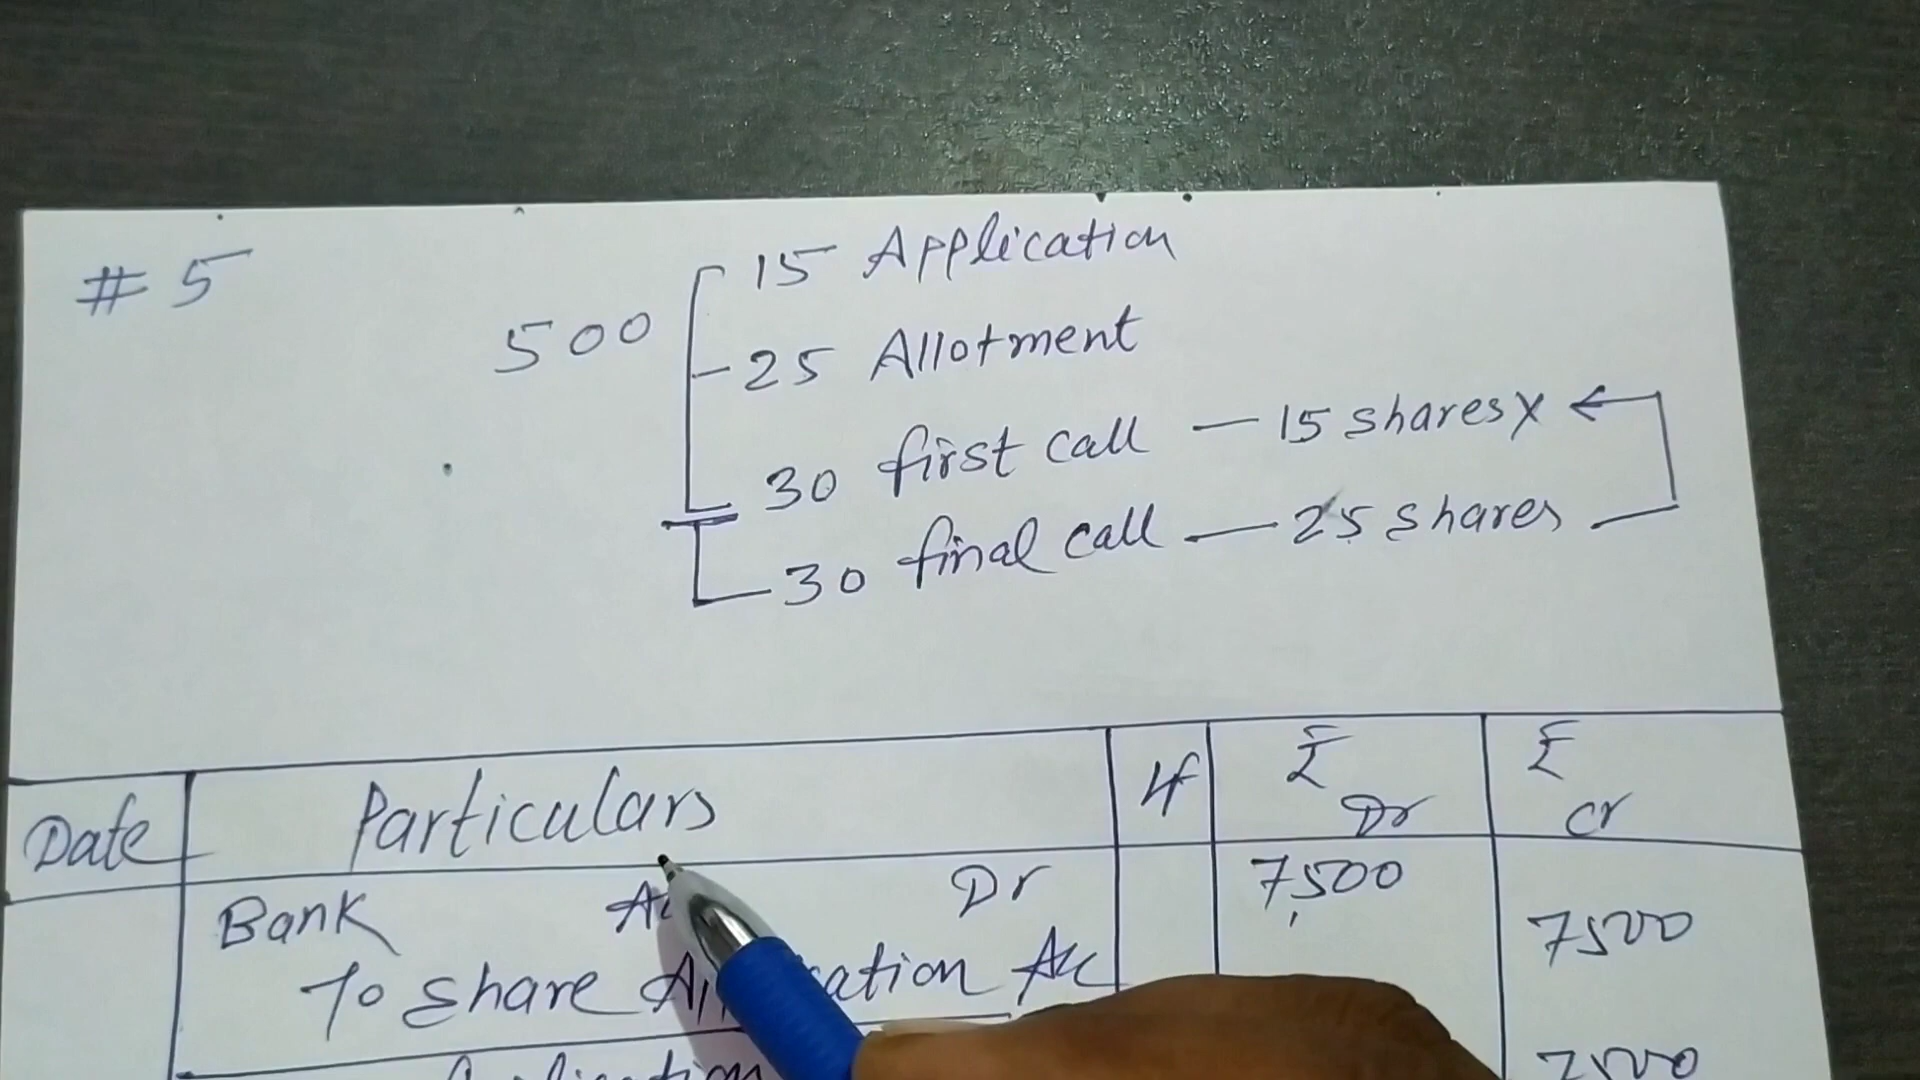 # 5
500
15 Application
25 Allotment
30 first call - 15 shares X
30 final call - 25 shares
Date Particulars lf ₹ Dr ₹ Cr
Bank Dr 7,500
To share A/c 7500
7500